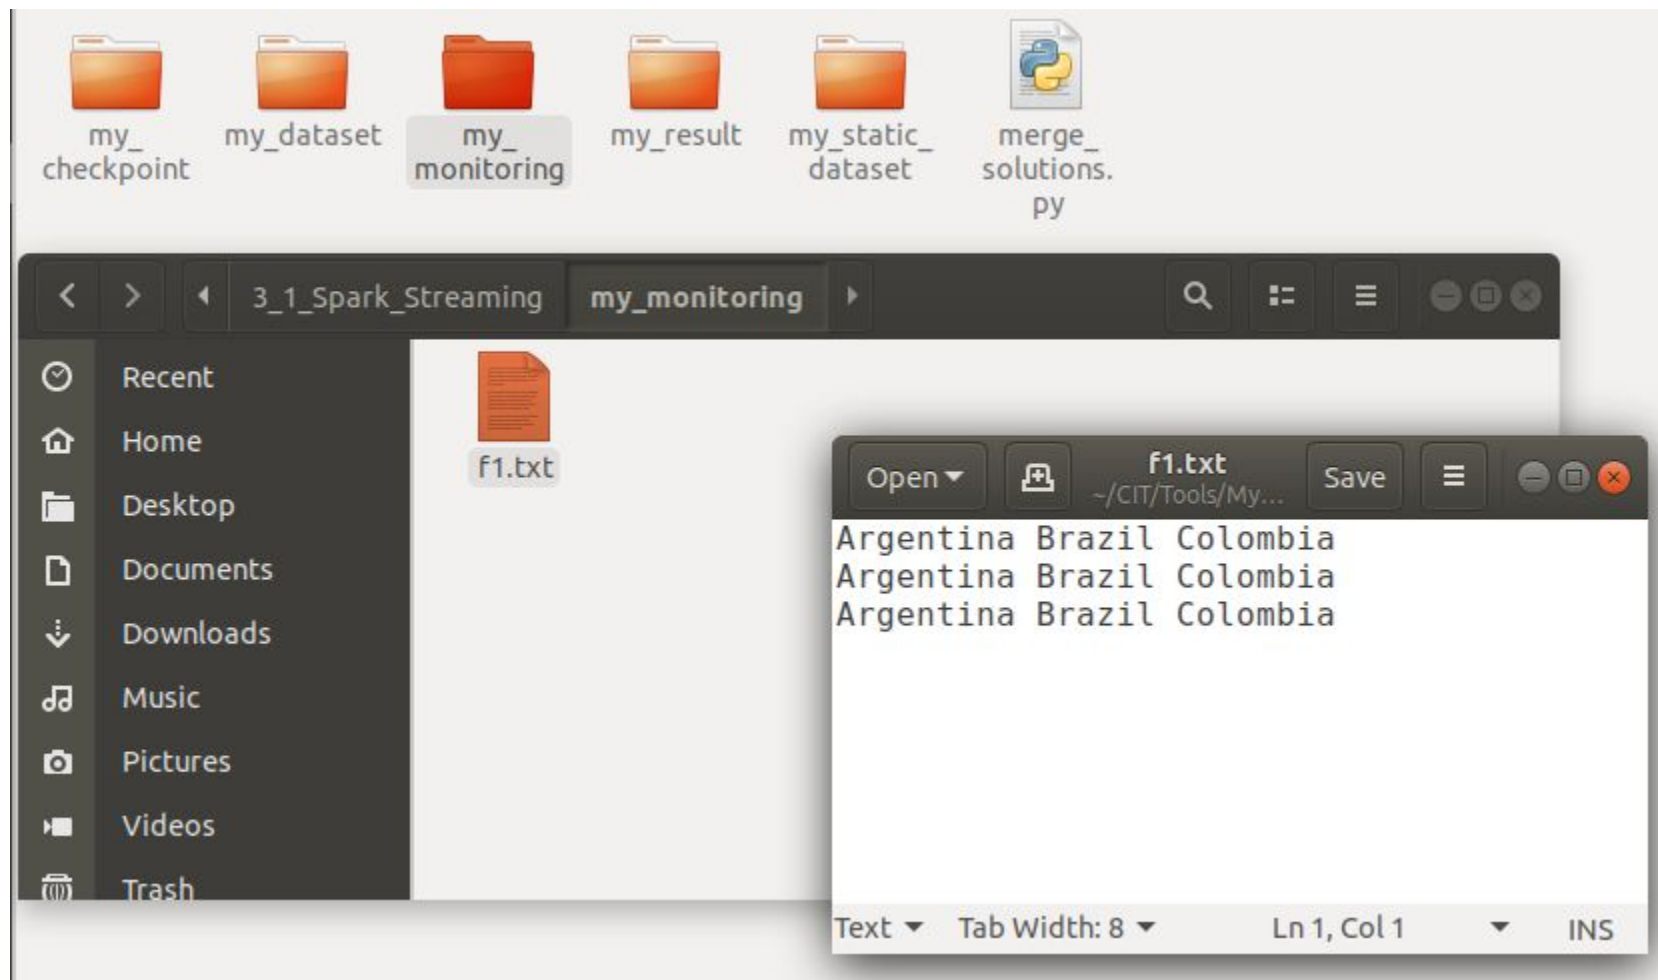 my_
checkpoint
my_dataset
my_
monitoring
my_result
my_static_
dataset
merge_
solutions.
py
3_1_Spark_Streaming
my_monitoring
Recent
Home
Desktop
Documents
Downloads
Music
Pictures
Videos
Trash
f1.txt
Open
f1.txt
~/CIT/Tools/My...
Save
Argentina Brazil Colombia
Argentina Brazil Colombia
Argentina Brazil Colombia
Text
Tab Width: 8
Ln 1, Col 1
INS